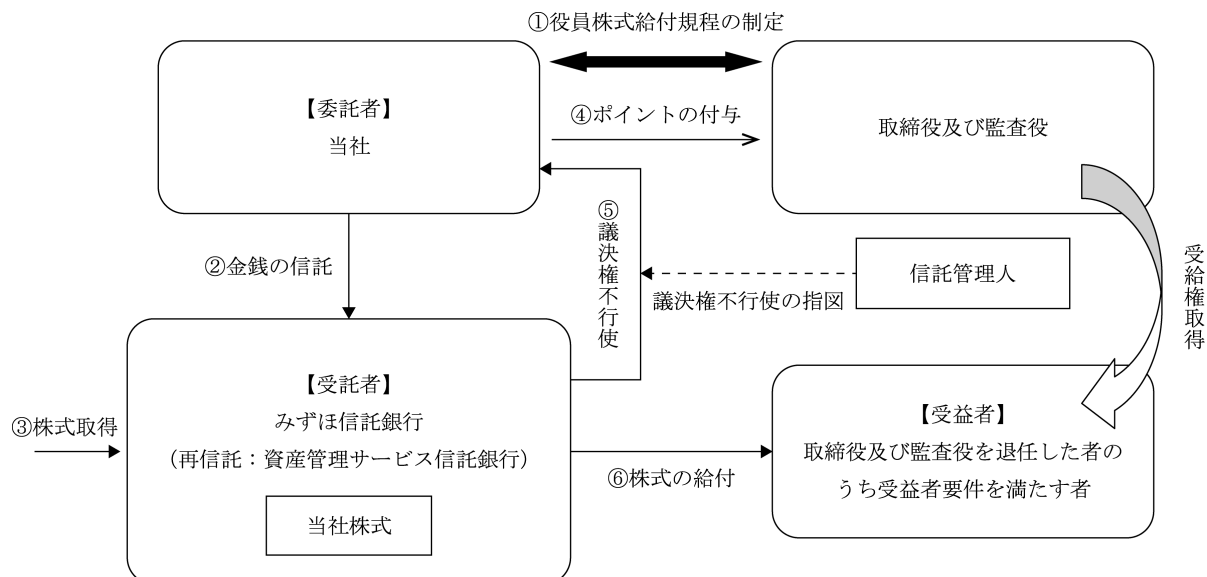 ①役員株式給付規程の制定
【委託者】
当社
④ポイントの付与
取締役及び監査役
②金銭の信託
⑤議決権不行使
議決権不行使の指図
信託管理人
受給権取得
③株式取得
【受託者】
みずほ信託銀行
（再信託：資産管理サービス信託銀行）
当社株式
⑥株式の給付
【受益者】
取締役及び監査役を退任した者の
うち受益者要件を満たす者